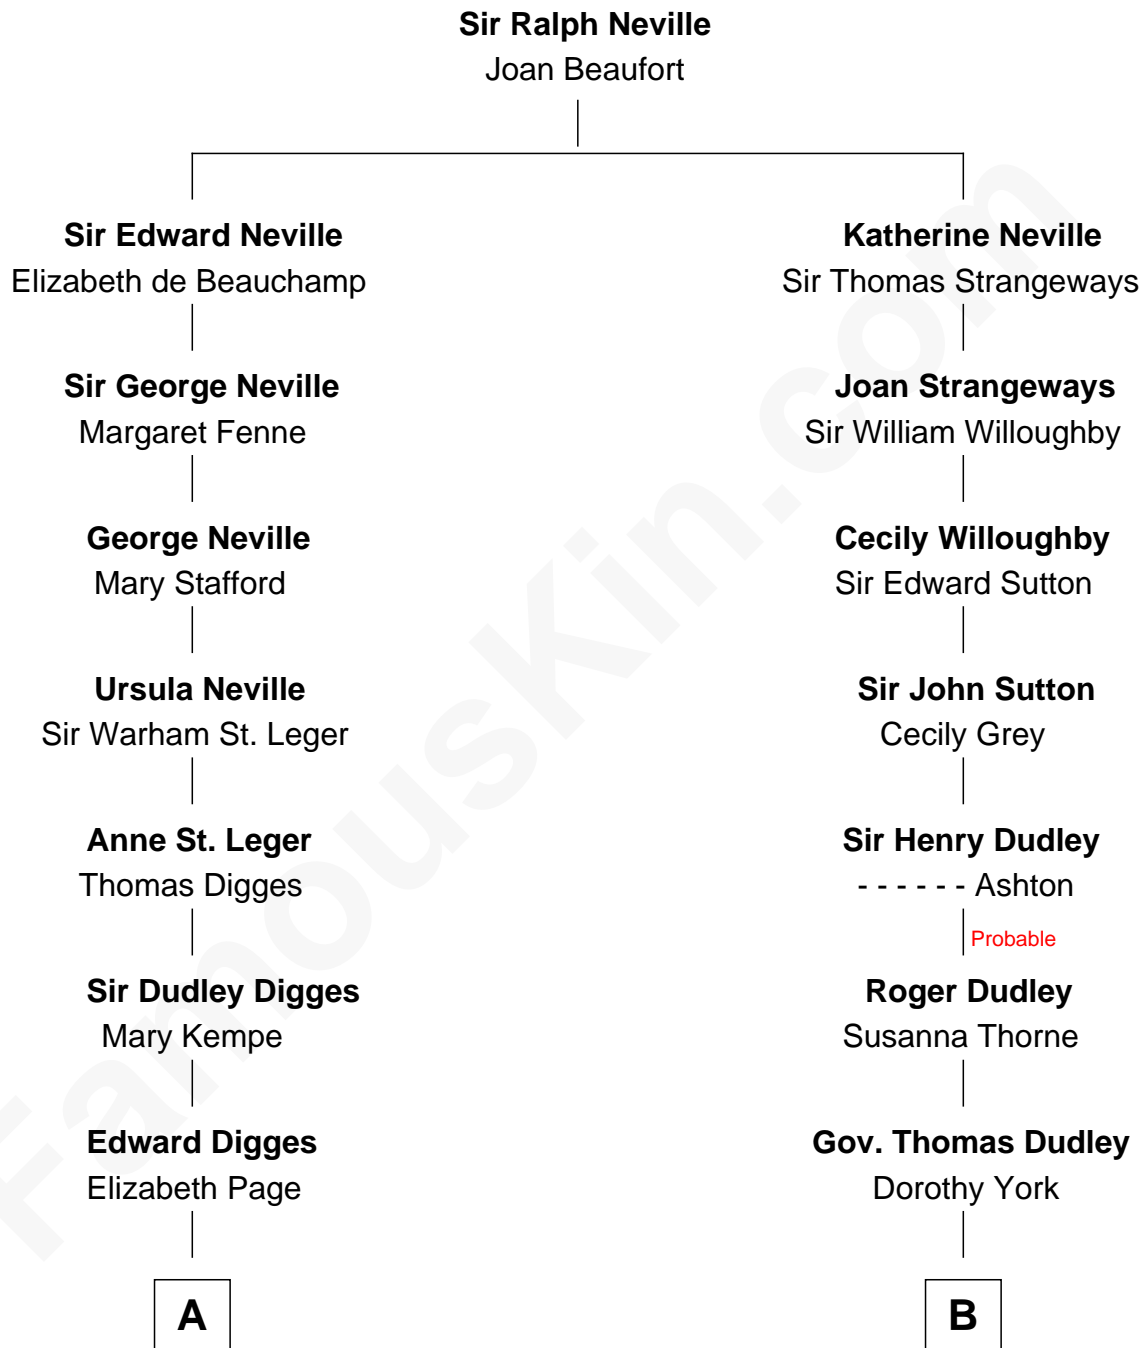 Sir Ralph Neville
Joan Beaufort
Sir Edward Neville
Elizabeth de Beauchamp
Katherine Neville
Sir Thomas Strangeways
Sir George Neville
Margaret Fenne
Joan Strangeways
Sir William Willoughby
George Neville
Mary Stafford
Cecily Willoughby
Sir Edward Sutton
Ursula Neville
Sir Warham St. Leger
Sir John Sutton
Cecily Grey
Anne St. Leger
Thomas Digges
Sir Henry Dudley
- - - - - - Ashton
Probable
Sir Dudley Digges
Mary Kempe
Roger Dudley
Susanna Thorne
Edward Digges
Elizabeth Page
Gov. Thomas Dudley
Dorothy York
A
B
FamousKin.com